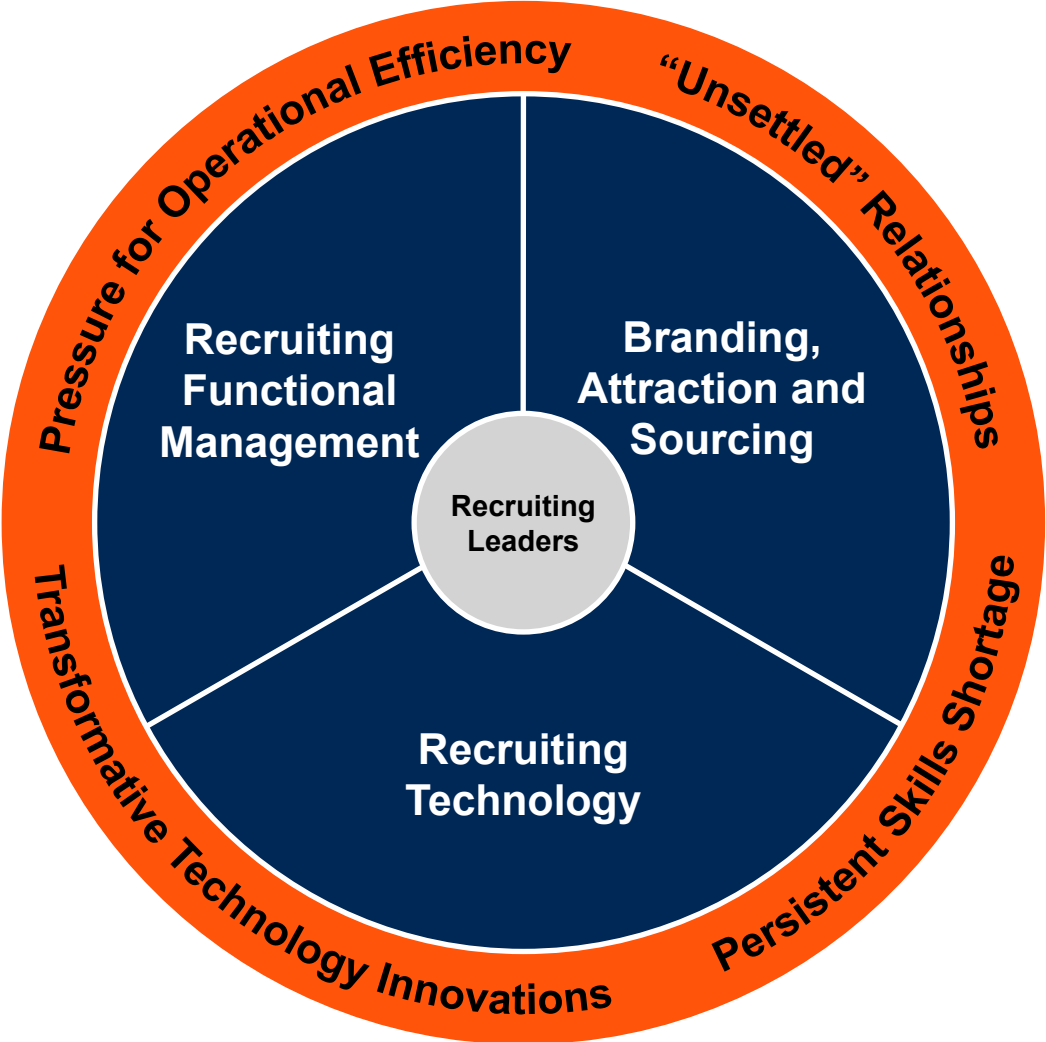 Pressure for Operational Efficiency
“Unsettled” Relationships
Recruiting
Functional
Management
Branding,
Attraction and
Sourcing
Recruiting
Leaders
Recruiting
Technology
Transformative Technology Innovations
Persistent Skills Shortage